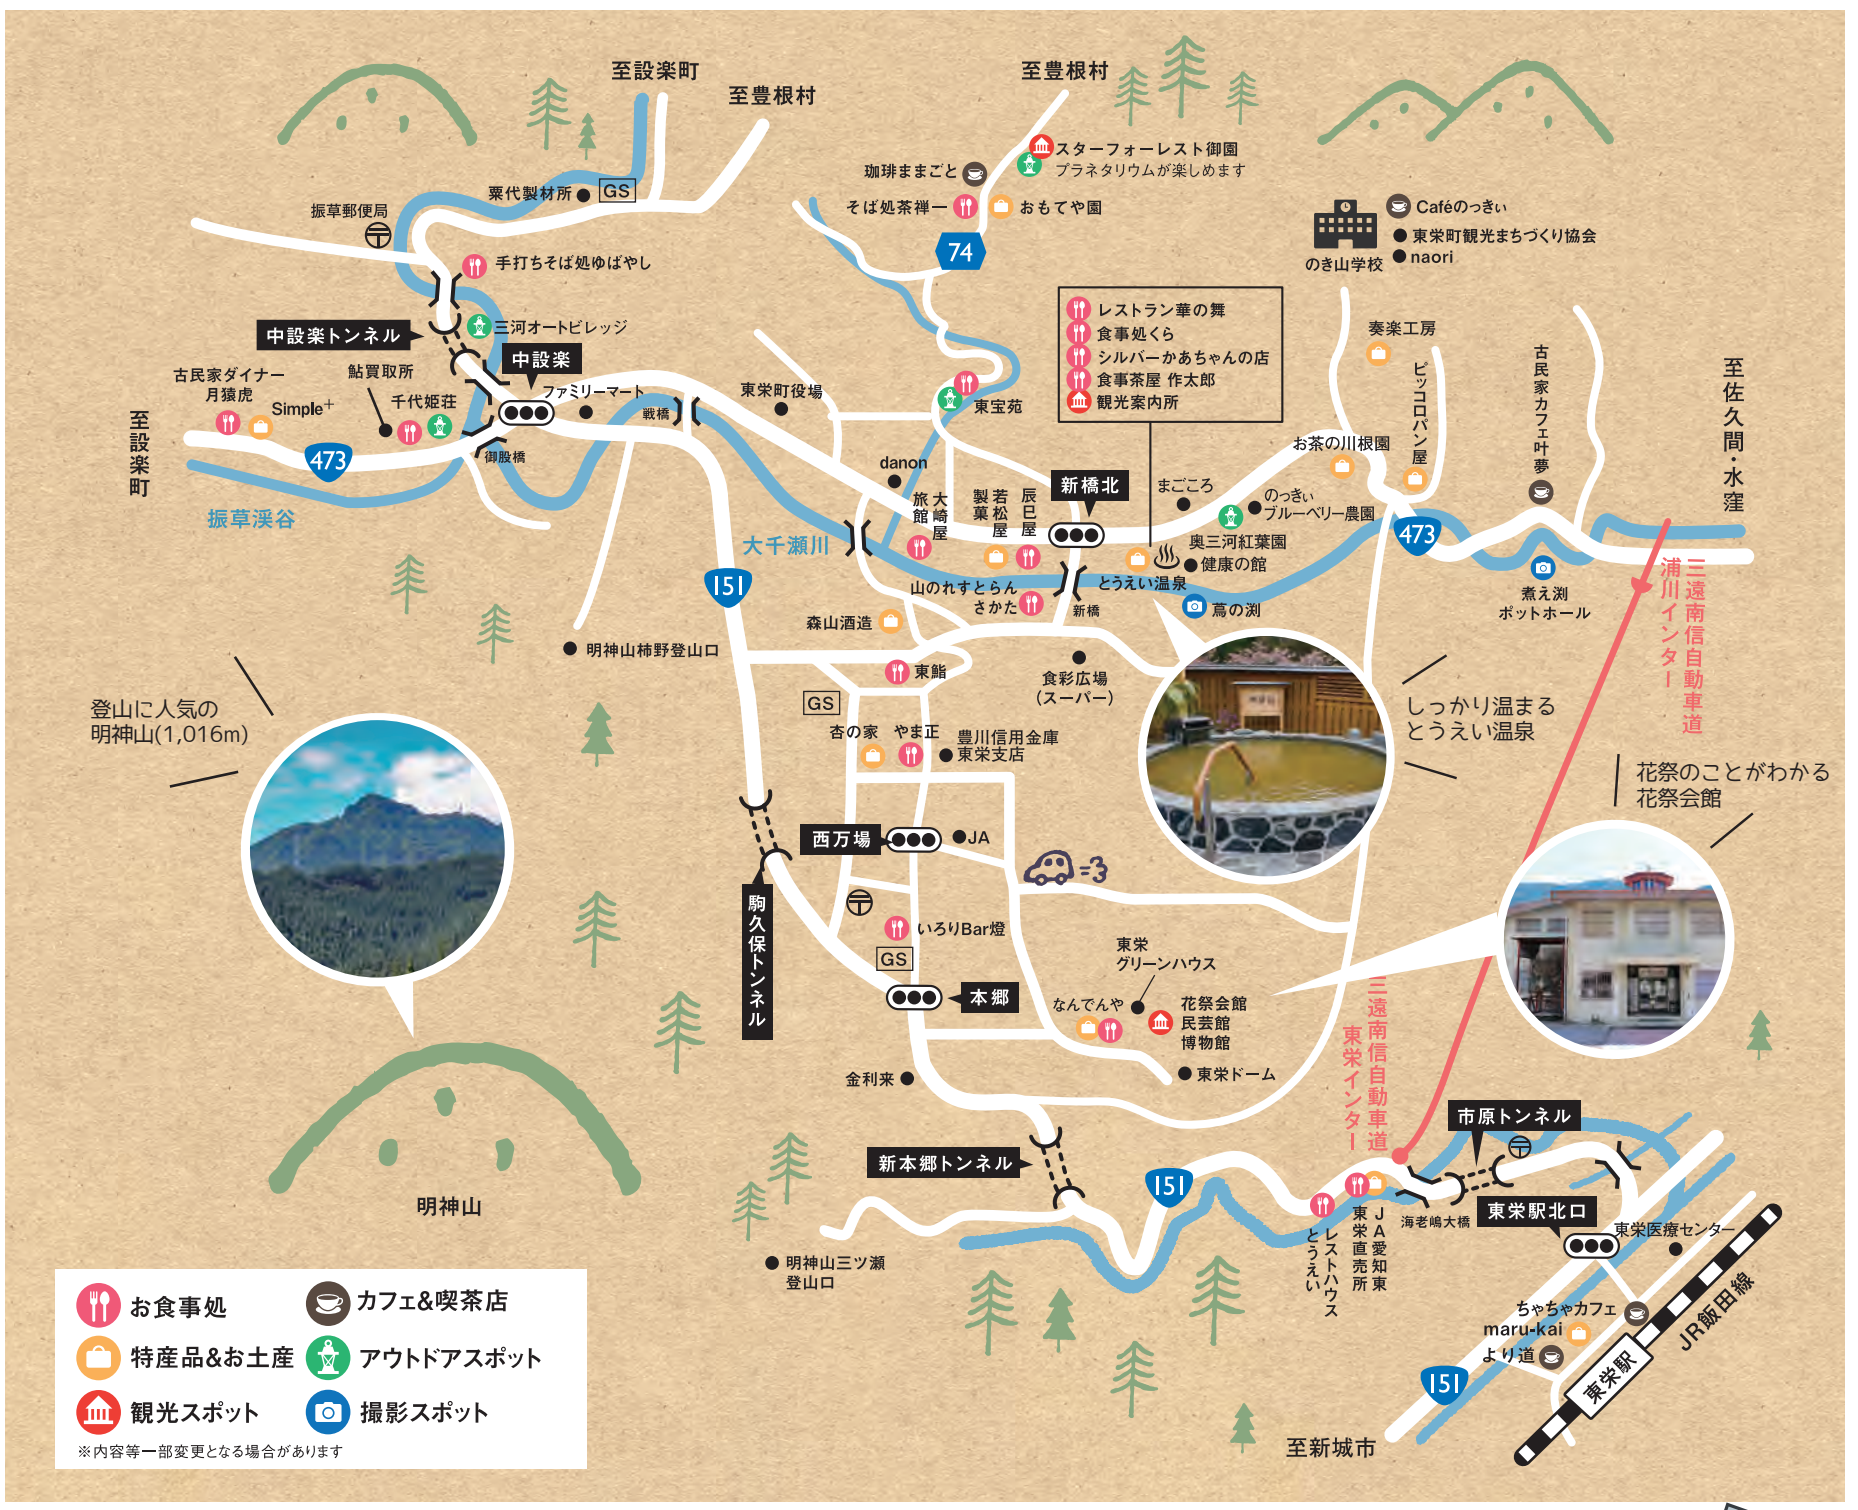 至設楽町
至豊根村
至豊根村
スターフォーレスト御園
プラネタリウムが楽しめます
珈琲ままごと
そば処茶禅一
おもてや園
74
粟代製材所
GS
振草郵便局
手打ちそば処ゆばやし
Caféのっきぃ
東栄町観光まちづくり協会
naori
のき山学校
中設楽トンネル
三河オートビレッジ
中設楽
レストラン華の舞
食事処くら
シルバーかあちゃんの店
食事茶屋 作太郎
観光案内所
奏楽工房
ピッコロパン屋
古民家カフェ叶夢
至佐久間・水窪
古民家ダイナー
月猿虎
Simple+
鮎買取所
千代姫荘
ファミリーマート
戦橋
東栄町役場
東宝苑
至設楽町
473
御殿橋
振草渓谷
お茶の川根園
danon
大崎屋
旅館
若松屋
製菓
辰巳屋
新橋北
まごころ
のっきぃ
ブルーベリー農園
473
大千瀬川
奥三河紅葉園
健康の館
とうえい温泉
山のれすとらん
さかた
新橋
蔦の渕
煮え渕
ポットホール
三遠南信自動車道
浦川インター
151
森山酒造
明神山柿野登山口
東鮨
食彩広場
(スーパー)
GS
登山に人気の
明神山(1,016m)
しっかり温まる
とうえい温泉
杏の家
やま正
豊川信用金庫
東栄支店
花祭のことがわかる
花祭会館
西万場
JA
=3
駒久保トンネル
いろりBar燈
GS
本郷
東栄
グリーンハウス
なんでんや
花祭会館
民芸館
博物館
東栄ドーム
三遠南信自動車道
東栄インター
金利来
市原トンネル
新本郷トンネル
151
明神山
レストハウス
とうえい
JA愛知東
東栄直売所
海老嶋大橋
東栄駅北口
東栄医療センター
明神山三ツ瀬
登山口
ちゃちゃカフェ
maru-kai
より道
JR飯田線
東栄駅
151
至新城市
お食事処
カフェ&喫茶店
特産品&お土産
アウトドアスポット
観光スポット
撮影スポット
※内容等一部変更となる場合があります